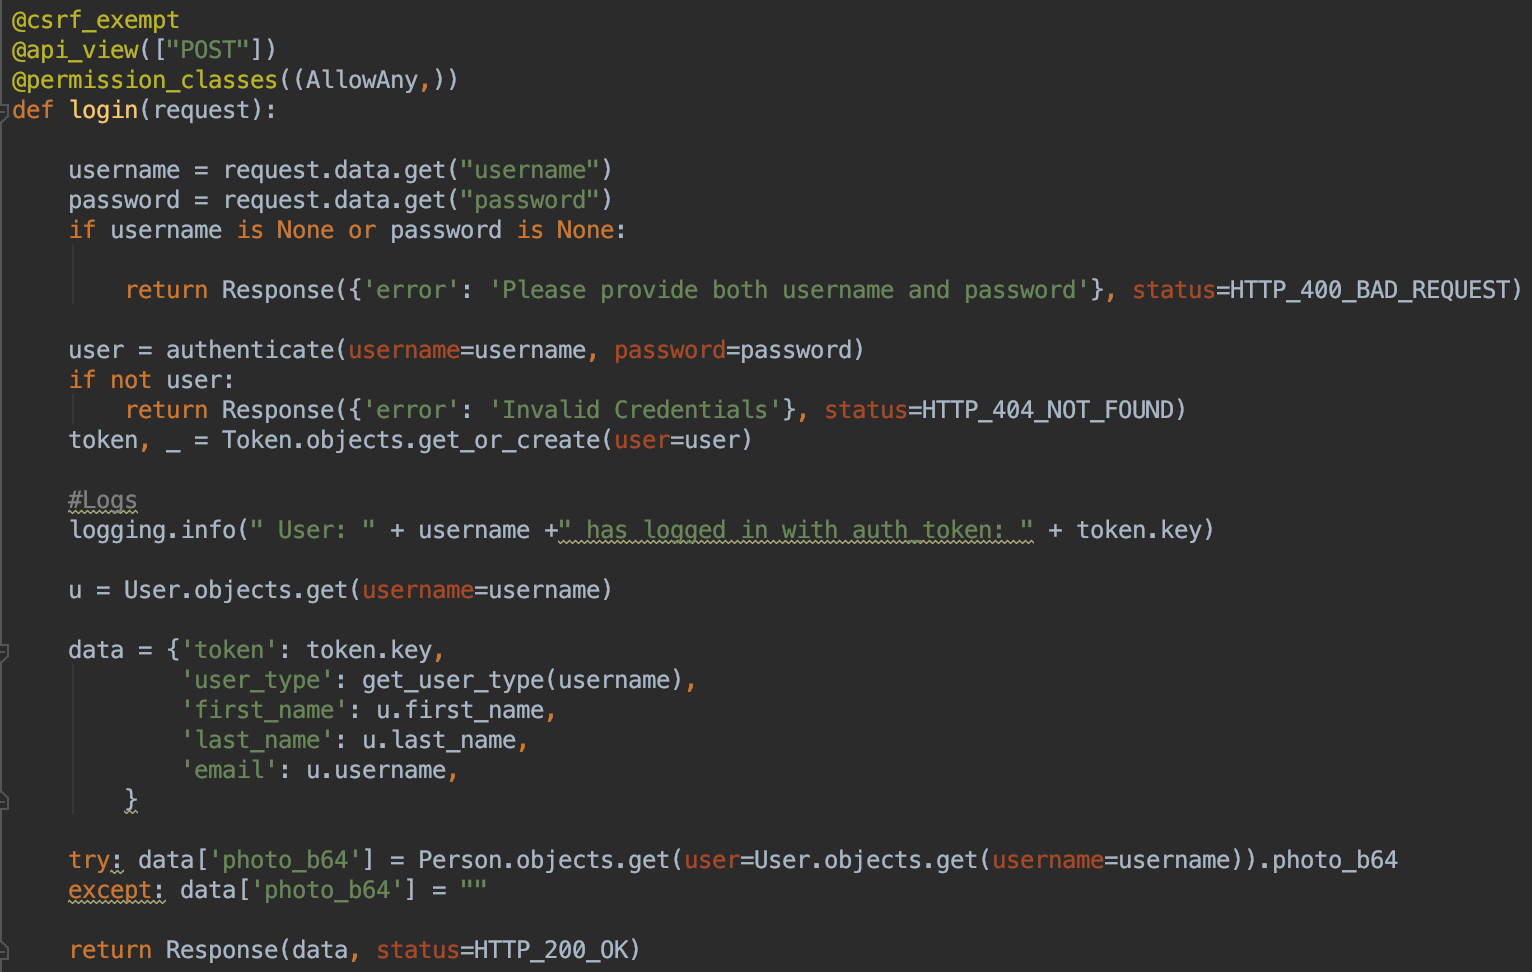 @csrf_exempt
@api_view(["POST"])
@permission_classes((AllowAny,))
def login(request):
username = request.data.get("username")
password = request.data.get("password")
if username is None or password is None:
return Response({'error': 'Please provide both username and password'}, status=HTTP_400_BAD_REQUEST)
user = authenticate(username=username, password=password)
if not user:
return Response({'error': 'Invalid Credentials'}, status=HTTP_404_NOT_FOUND)
token, _ = Token.objects.get_or_create(user=user)
#Logs
logging.info(" User: " + username +" has logged in with auth_token: " + token.key)
u = User.objects.get(username=username)
data = {'token': token.key,
'user_type': get_user_type(username),
'first_name': u.first_name,
'last_name': u.last_name,
'email': u.username,
}
try: data['photo_b64'] = Person.objects.get(user=User.objects.get(username=username)).photo_b64
except: data['photo_b64'] = ""
return Response(data, status=HTTP_200_OK)